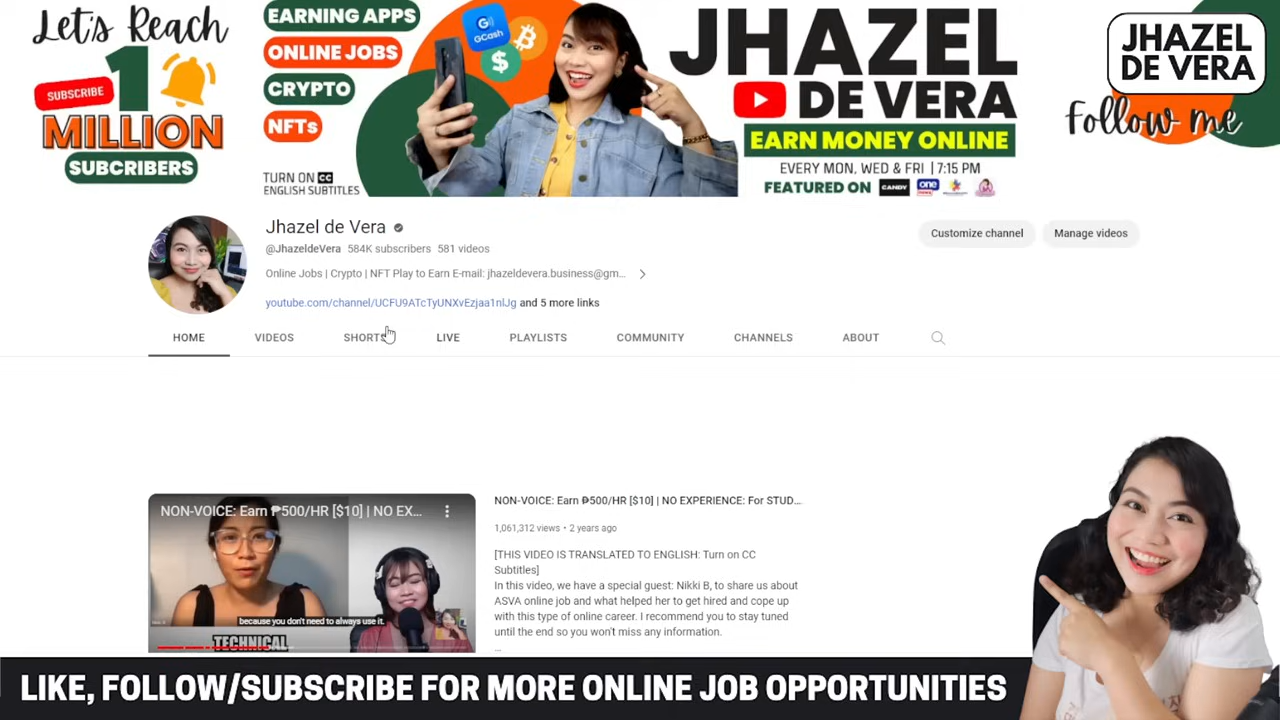 Let's Reach
1
SUBSCRIBE
MILLION
SUBCRIBERS
EARNING APPS
ONLINE JOBS
CRYPTO
NFTs
TURN ON CC
ENGLISH SUBTITLES
G
GCash
$
JHAZEL
DE VERA
EARN MONEY ONLINE
EVERY MON, WED & FRI | 7:15 PM
FEATURED ON CANDY one news
JHAZEL
DE VERA
Follow me
Jhazel de Vera
@JhazeldeVera 584K subscribers 581 videos
Online Jobs | Crypto | NFT Play to Earn E-mail: jhazeldevera.business@gm...
youtube.com/channel/UCFU9ATcTyUNXvEzjaa1nlJg and 5 more links
Customize channel Manage videos
HOME VIDEOS SHORTS LIVE PLAYLISTS COMMUNITY CHANNELS ABOUT
NON-VOICE: Earn ₱500/HR [$10] | NO EX...
because you don't need to always use it.
TECHNICAL
NON-VOICE: Earn ₱500/HR [$10] | NO EXPERIENCE: For STUD...
1,061,312 views • 2 years ago
[THIS VIDEO IS TRANSLATED TO ENGLISH: Turn on CC
Subtitles]
In this video, we have a special guest: Nikki B, to share us about
ASVA online job and what helped her to get hired and cope up
with this type of online career. I recommend you to stay tuned
until the end so you won't miss any information.
...
LIKE, FOLLOW/SUBSCRIBE FOR MORE ONLINE JOB OPPORTUNITIES